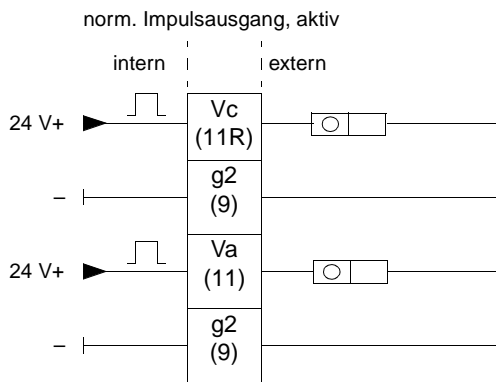 norm. Impulsausgang, aktiv
intern extern
24 V+ Vc
(11R)
– g2
(9)
24 V+ Va
(11)
– g2
(9)